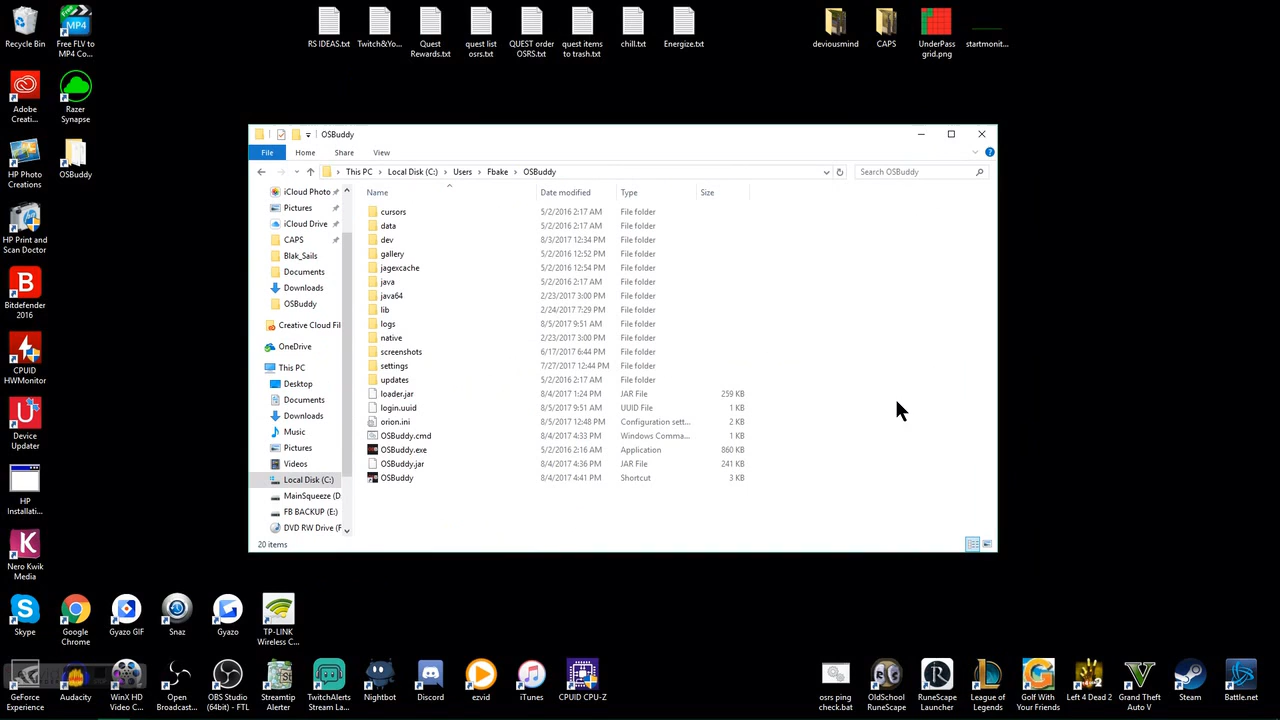 Recycle Bin
Free FLV to
MP4 Co...
RS IDEAS.txt
Twitch&Yo...
Quest
Rewards.txt
quest list
osrs.txt
QUEST order
OSRS.txt
quest items
to trash.txt
chill.txt
Energize.txt
deviousmind
CAPS
UnderPass
grid.png
startmonit...
Adobe
Creati...
Razer
Synapse
HP Photo
Creations
OSBuddy
HP Print and
Scan Doctor
Bitdefender
2016
CPUID
HWMonitor
Device
Updater
HP
Installati...
Nero Kwik
Media
OSBuddy
File Home Share View
This PC Local Disk (C:) Users Fbake OSBuddy
Search OSBuddy
iCloud Photo
Pictures
iCloud Drive
CAPS
Blak_Sails
Documents
Downloads
OSBuddy
Creative Cloud Fil
OneDrive
This PC
Desktop
Documents
Downloads
Music
Pictures
Videos
Local Disk (C:)
MainSqueeze (D
FB BACKUP (E:)
DVD RW Drive (F
Name Date modified Type Size
cursors 5/2/2016 2:17 AM File folder
data 5/2/2016 2:17 AM File folder
dev 8/3/2017 12:34 PM File folder
gallery 5/2/2016 12:52 PM File folder
jagexcache 5/2/2016 12:54 PM File folder
java 5/2/2016 2:17 AM File folder
java64 2/23/2017 3:00 PM File folder
lib 2/24/2017 7:29 PM File folder
logs 8/5/2017 9:51 AM File folder
native 2/23/2017 3:00 PM File folder
screenshots 6/17/2017 6:44 PM File folder
settings 7/27/2017 12:44 PM File folder
updates 5/2/2016 2:17 AM File folder
loader.jar 8/4/2017 1:24 PM JAR File 259 KB
login.uuid 8/5/2017 9:51 AM UUID File 1 KB
orion.ini 8/5/2017 12:48 PM Configuration sett... 2 KB
OSBuddy.cmd 8/4/2017 4:33 PM Windows Comma... 1 KB
OSBuddy.exe 5/2/2016 2:16 AM Application 860 KB
OSBuddy.jar 8/4/2017 4:36 PM JAR File 241 KB
OSBuddy 8/4/2017 4:41 PM Shortcut 3 KB
20 items
Skype
Google
Chrome
Gyazo GIF
Snaz
Gyazo
TP-LINK
Wireless C...
GeForce
Experience
Audacity
WinX HD
Video C...
Open
Broadcast...
OBS Studio
(64bit) - FTL
Streamtip
Alerter
TwitchAlerts
Stream La...
Nightbot
Discord
ezvid
iTunes
CPUID CPU-Z
osrs ping
check.bat
OldSchool
RuneScape
RuneScape
Launcher
League of
Legends
Golf With
Your Friends
Left 4 Dead 2
Grand Theft
Auto V
Steam
Battle.net